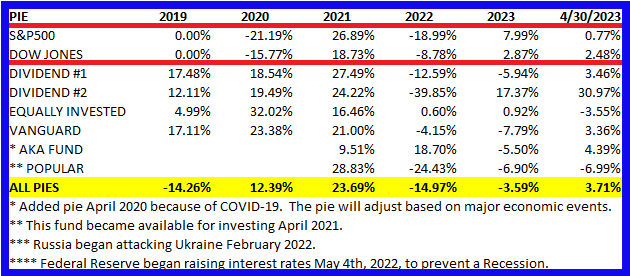 PIE 2019 2020 2021 2022 2023 4/30/2023
S&P500 0.00% -21.19% 26.89% -18.99% 7.99% 0.77%
DOW JONES 0.00% -15.77% 18.73% -8.78% 2.87% 2.48%
DIVIDEND #1 17.48% 18.54% 27.49% -12.59% -5.94% 3.46%
DIVIDEND #2 12.11% 19.49% 24.22% -39.85% 17.37% 30.97%
EQUALLY INVESTED 4.99% 32.02% 16.46% 0.60% 0.92% -3.55%
VANGUARD 17.11% 23.38% 21.00% -4.15% -7.79% 3.36%
* AKA FUND 9.51% 18.70% -5.50% 4.39%
** POPULAR 28.83% -24.43% -6.90% -6.99%
ALL PIES -14.26% 12.39% 23.69% -14.97% -3.59% 3.71%
* Added pie April 2020 because of COVID-19. The pie will adjust based on major economic events.
** This fund became available for investing April 2021.
*** Russia began attacking Ukraine February 2022.
**** Federal Reserve began raising interest rates May 4th, 2022, to prevent a Recession.